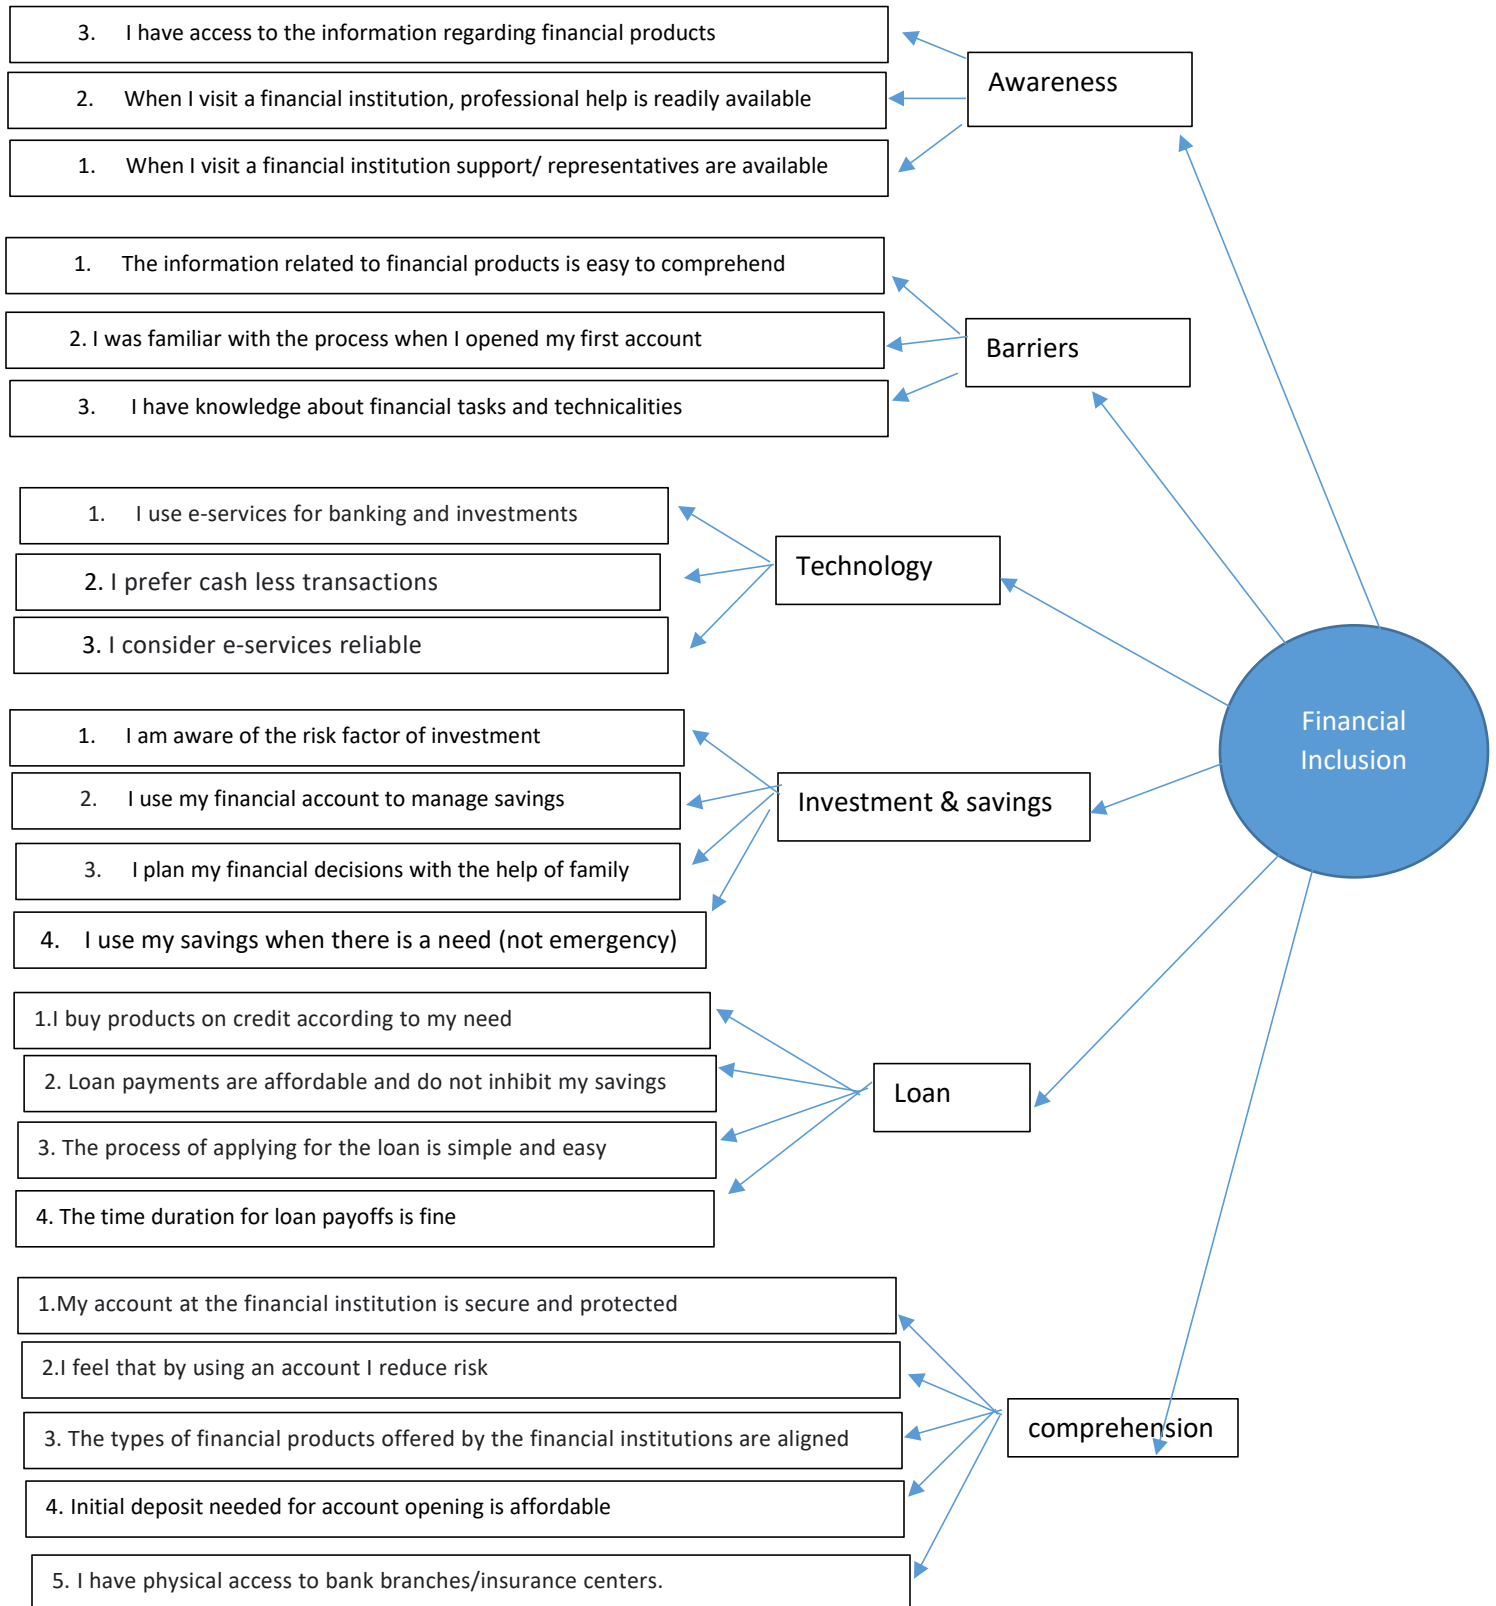 3. I have access to the information regarding financial products
2. When I visit a financial institution, professional help is readily available
1. When I visit a financial institution support/ representatives are available
Awareness
1. The information related to financial products is easy to comprehend
2. I was familiar with the process when I opened my first account
3. I have knowledge about financial tasks and technicalities
Barriers
1. I use e-services for banking and investments
2. I prefer cash less transactions
3. I consider e-services reliable
Technology
1. I am aware of the risk factor of investment
2. I use my financial account to manage savings
3. I plan my financial decisions with the help of family
4. I use my savings when there is a need (not emergency)
Investment & savings
Financial
Inclusion
1.I buy products on credit according to my need
2. Loan payments are affordable and do not inhibit my savings
3. The process of applying for the loan is simple and easy
4. The time duration for loan payoffs is fine
Loan
1.My account at the financial institution is secure and protected
2.I feel that by using an account I reduce risk
3. The types of financial products offered by the financial institutions are aligned
4. Initial deposit needed for account opening is affordable
5. I have physical access to bank branches/insurance centers.
comprehension